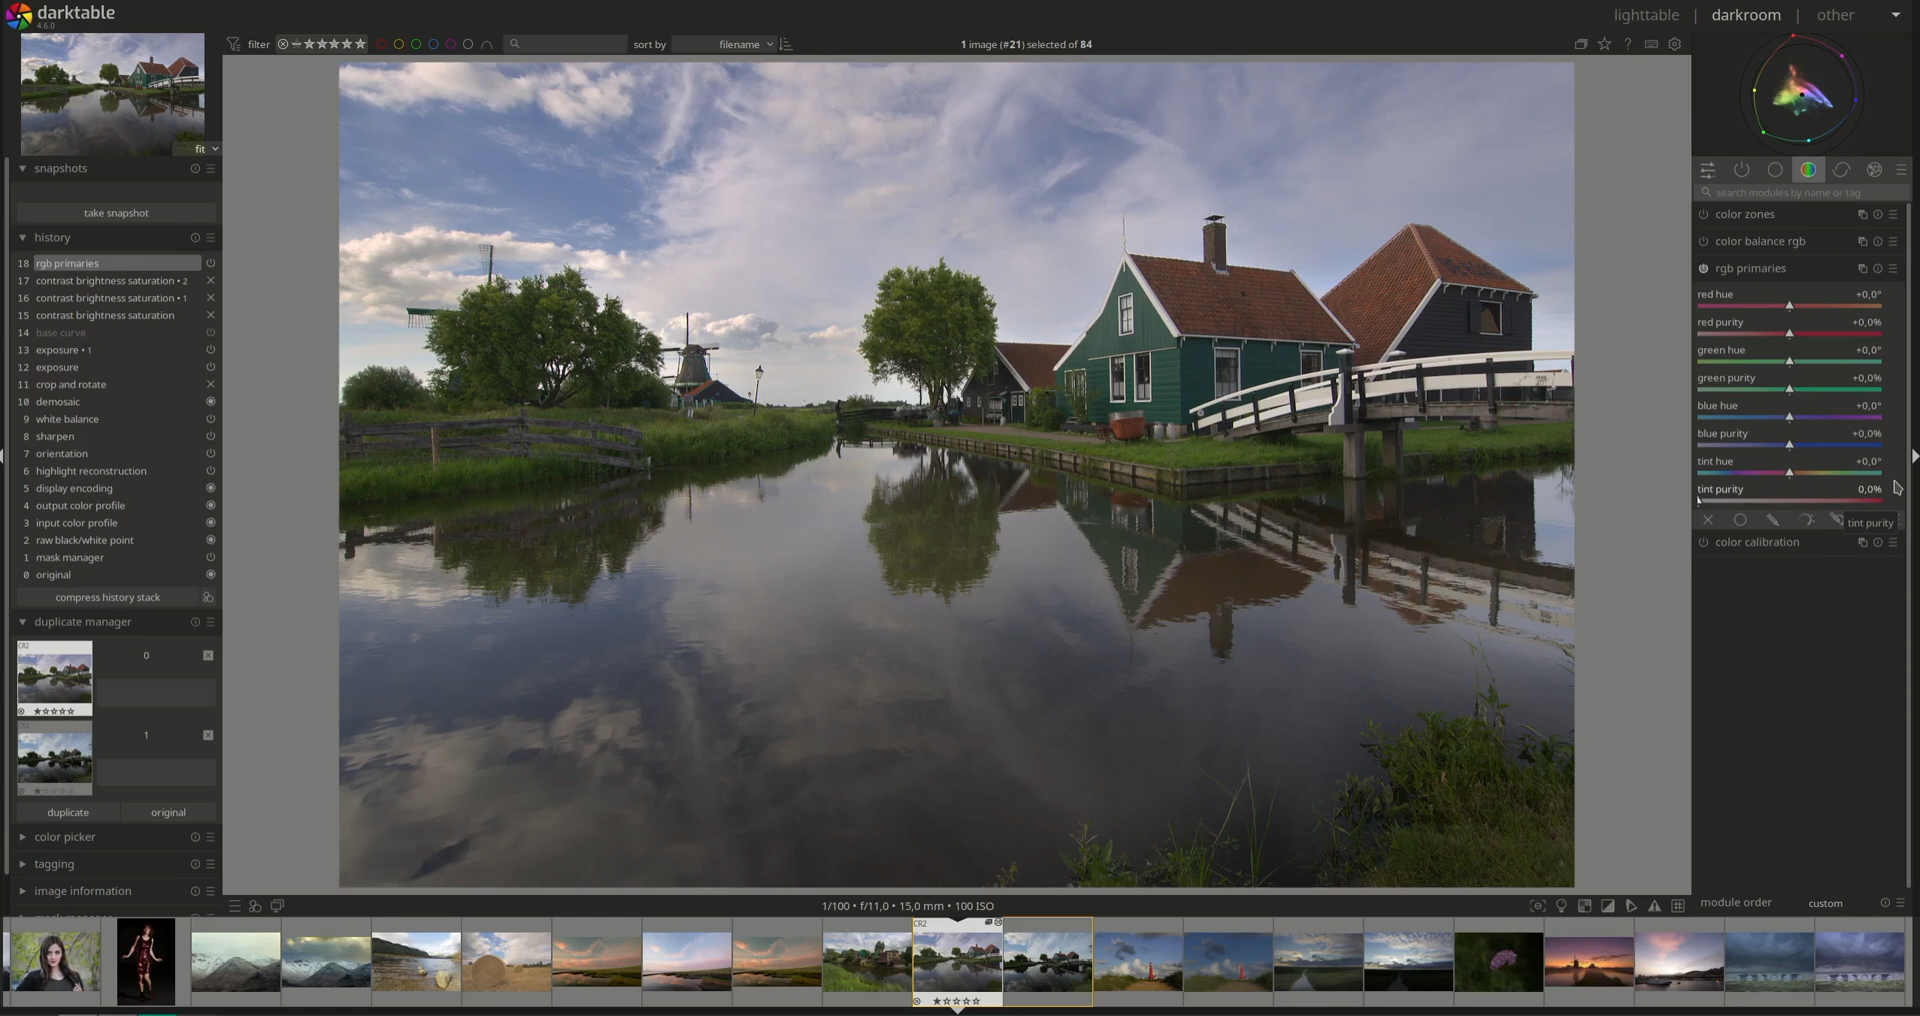 darktable
4.6.0
lighttable | darkroom | other
filter
sort by filename
1 image (#21) selected of 84
fit
snapshots
take snapshot
history
18 rgb primaries
17 contrast brightness saturation • 2
16 contrast brightness saturation • 1
15 contrast brightness saturation
14 base curve
13 exposure • 1
12 exposure
11 crop and rotate
10 demosaic
9 white balance
8 sharpen
7 orientation
6 highlight reconstruction
5 display encoding
4 output color profile
3 input color profile
2 raw black/white point
1 mask manager
0 original
compress history stack
duplicate manager
CR2
0
1
duplicate original
color picker
tagging
image information
search modules by name or tag
color zones
color balance rgb
rgb primaries
red hue +0,0°
red purity +0,0%
green hue +0,0°
green purity +0,0%
blue hue +0,0°
blue purity +0,0%
tint hue +0,0°
tint purity 0,0%
tint purity
color calibration
1/100 • f/11,0 • 15,0 mm • 100 ISO
module order custom
CR2